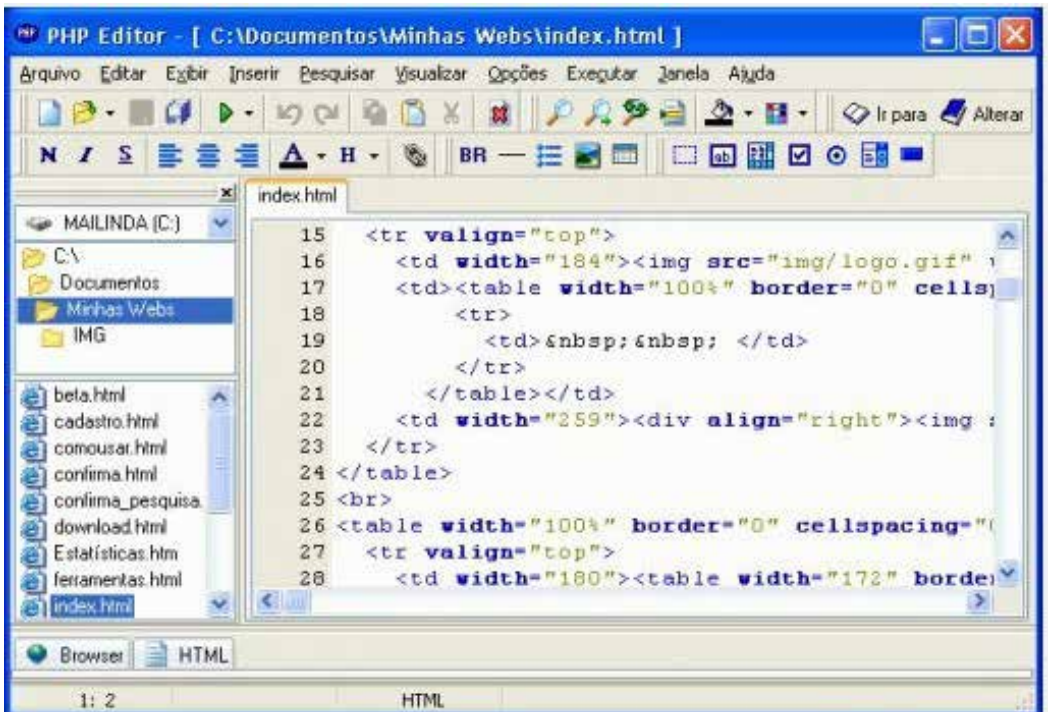 PHP Editor - [ C:\Documentos\Minhas Webs\index.html ]
Arquivo Editar Exibir Inserir Pesquisar Visualizar Opções Executar Janela Ajuda
Ir para Alterar
N I S A H BR ab
index.html
MAILINDA (C:)
C:\
Documentos
Minhas Webs
IMG
beta.html
cadastro.html
comousar.html
confirma.html
confirma_pesquisa.
download.html
Estatísticas.htm
ferramentas.html
index.html
15 <tr valign="top">
16 <td width="184"><img src="img/logo.gif"
17 <td><table width="100%" border="0" cells
18 <tr>
19 <td>&nbsp;&nbsp; </td>
20 </tr>
21 </table></td>
22 <td width="259"><div align="right"><img
23 </tr>
24 </table>
25 <br>
26 <table width="100%" border="0" cellspacing="
27 <tr valign="top">
28 <td width="180"><table width="172" border
Browser HTML
1: 2 HTML